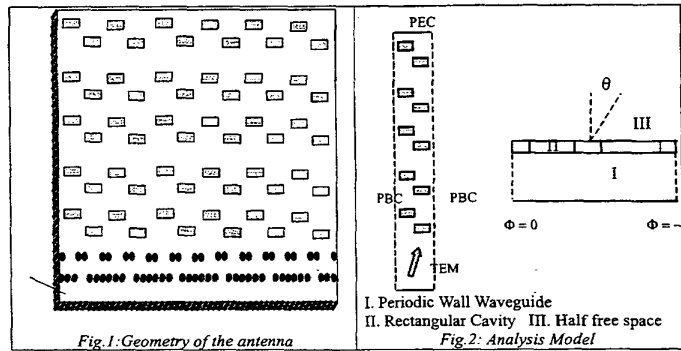 PEC
θ
III
II
I
PBC
PBC
Φ = 0
TEM
I. Periodic Wall Waveguide
II. Rectangular Cavity III. Half free space
Fig.1:Geometry of the antenna
Fig.2: Analysis Model